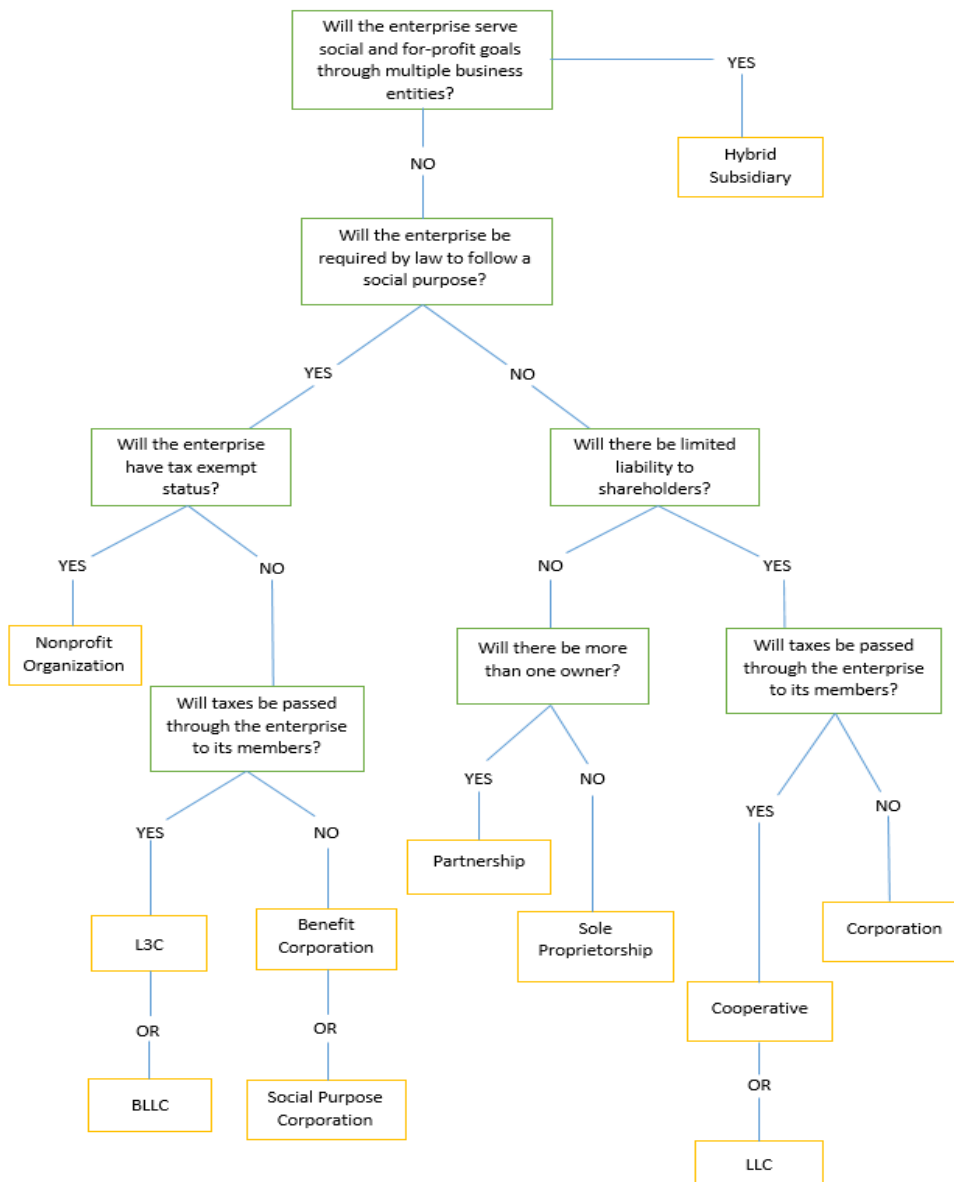 Will the enterprise serve
social and for-profit goals
through multiple business
entities?
YES
Hybrid
Subsidiary
NO
Will the enterprise be
required by law to follow a
social purpose?
YES
NO
Will the enterprise
have tax exempt
status?
Will there be limited
liability to
shareholders?
YES
NO
NO
YES
Nonprofit
Organization
Will there be more
than one owner?
Will taxes be passed
through the enterprise
to its members?
Will taxes be passed
through the enterprise
to its members?
YES
NO
YES
NO
YES
NO
Partnership
L3C
Benefit
Corporation
Sole
Proprietorship
Corporation
Cooperative
OR
OR
OR
BLLC
Social Purpose
Corporation
LLC